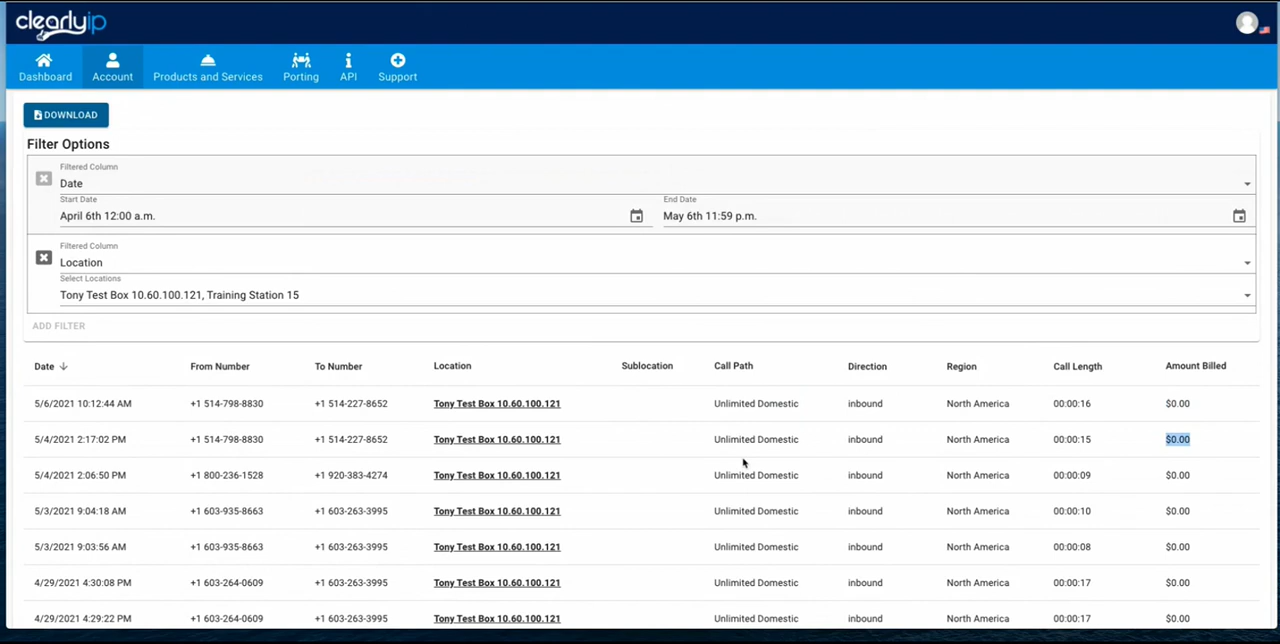 clearlyip
Dashboard Account Products and Services Porting API Support
DOWNLOAD
Filter Options
Filtered Column
Date
Start Date End Date
April 6th 12:00 a.m. May 6th 11:59 p.m.
Filtered Column
Location
Select Locations
Tony Test Box 10.60.100.121, Training Station 15
ADD FILTER
Date From Number To Number Location Sublocation Call Path Direction Region Call Length Amount Billed
5/6/2021 10:12:44 AM +1 514-798-8830 +1 514-227-8652 Tony Test Box 10.60.100.121 Unlimited Domestic inbound North America 00:00:16 $0.00
5/4/2021 2:17:02 PM +1 514-798-8830 +1 514-227-8652 Tony Test Box 10.60.100.121 Unlimited Domestic inbound North America 00:00:15 $0.00
5/4/2021 2:06:50 PM +1 800-236-1528 +1 920-383-4274 Tony Test Box 10.60.100.121 Unlimited Domestic inbound North America 00:00:09 $0.00
5/3/2021 9:04:18 AM +1 603-935-8663 +1 603-263-3995 Tony Test Box 10.60.100.121 Unlimited Domestic inbound North America 00:00:10 $0.00
5/3/2021 9:03:56 AM +1 603-935-8663 +1 603-263-3995 Tony Test Box 10.60.100.121 Unlimited Domestic inbound North America 00:00:08 $0.00
4/29/2021 4:30:08 PM +1 603-264-0609 +1 603-263-3995 Tony Test Box 10.60.100.121 Unlimited Domestic inbound North America 00:00:17 $0.00
4/29/2021 4:29:22 PM +1 603-264-0609 +1 603-263-3995 Tony Test Box 10.60.100.121 Unlimited Domestic inbound North America 00:00:17 $0.00